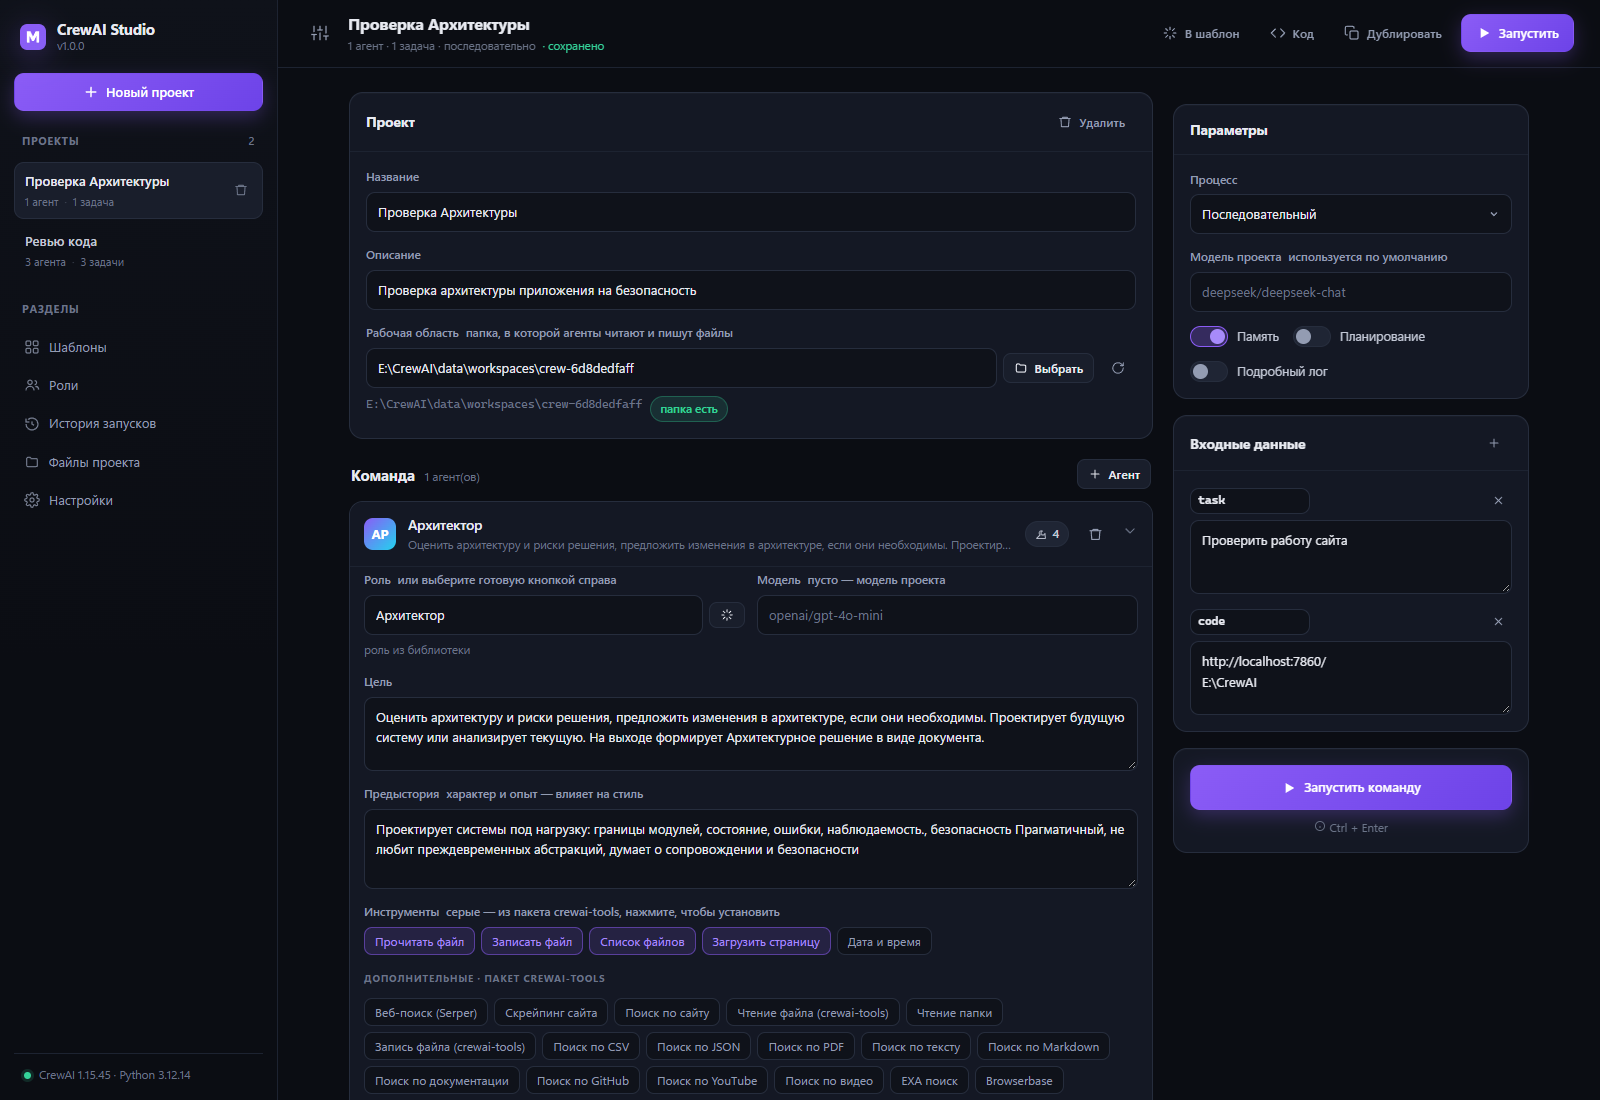 M
CrewAI Studio
v1.0.0
Новый проект
ПРОЕКТЫ 2
Проверка Архитектуры
1 агент · 1 задача
Ревью кода
3 агента · 3 задачи
РАЗДЕЛЫ
Шаблоны
Роли
История запусков
Файлы проекта
Настройки
CrewAI 1.15.45 · Python 3.12.14
Проверка Архитектуры
1 агент · 1 задача · последовательно · сохранено
В шаблон
Код
Дублировать
Запустить
Проект
Удалить
Название
Проверка Архитектуры
Описание
Проверка архитектуры приложения на безопасность
Рабочая область папка, в которой агенты читают и пишут файлы
E:\CrewAI\data\workspaces\crew-6d8dedfaff
Выбрать
E:\CrewAI\data\workspaces\crew-6d8dedfaff
папка есть
Команда 1 агент(ов)
Агент
АР
Архитектор
Оценить архитектуру и риски решения, предложить изменения в архитектуре, если они необходимы. Проектир...
4
Роль или выберите готовую кнопкой справа
Архитектор
роль из библиотеки
Модель пусто — модель проекта
openai/gpt-4o-mini
Цель
Оценить архитектуру и риски решения, предложить изменения в архитектуре, если они необходимы. Проектирует будущую
систему или анализирует текущую. На выходе формирует Архитектурное решение в виде документа.
Предыстория характер и опыт — влияет на стиль
Проектирует системы под нагрузку: границы модулей, состояние, ошибки, наблюдаемость., безопасность Прагматичный, не
любит преждевременных абстракций, думает о сопровождении и безопасности
Инструменты серые — из пакета crewai-tools, нажмите, чтобы установить
Прочитать файл
Записать файл
Список файлов
Загрузить страницу
Дата и время
ДОПОЛНИТЕЛЬНЫЕ · ПАКЕТ CREWAI-TOOLS
Веб-поиск (Serper)
Скрейпинг сайта
Поиск по сайту
Чтение файла (crewai-tools)
Чтение папки
Запись файла (crewai-tools)
Поиск по CSV
Поиск по JSON
Поиск по PDF
Поиск по тексту
Поиск по Markdown
Поиск по документации
Поиск по GitHub
Поиск по YouTube
Поиск по видео
EXA поиск
Browserbase
Параметры
Процесс
Последовательный
Модель проекта используется по умолчанию
deepseek/deepseek-chat
Память
Планирование
Подробный лог
Входные данные
task
Проверить работу сайта
code
http://localhost:7860/
E:\CrewAI
Запустить команду
Ctrl + Enter